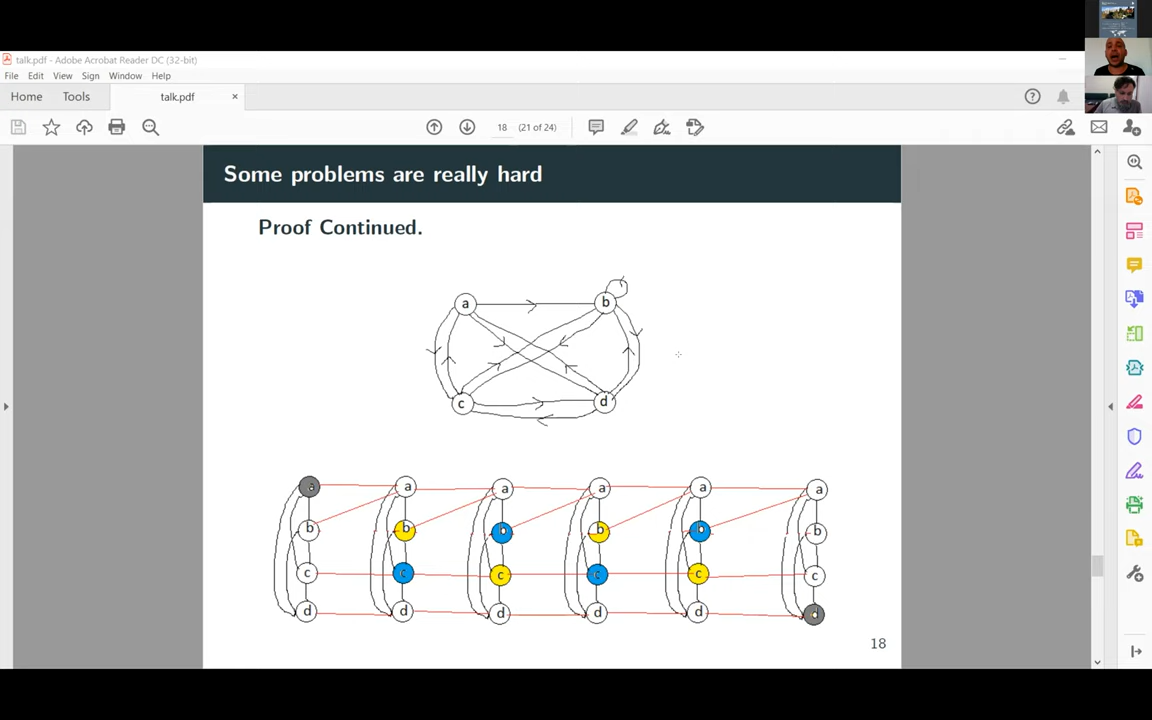 talk.pdf - Adobe Acrobat Reader DC (32-bit)
File Edit View Sign Window Help
Home Tools talk.pdf ×
18 (21 of 24)
Some problems are really hard
Proof Continued.
a b
c d
a a a a a a
b b b b b b
c c c c c c
d d d d d d
18